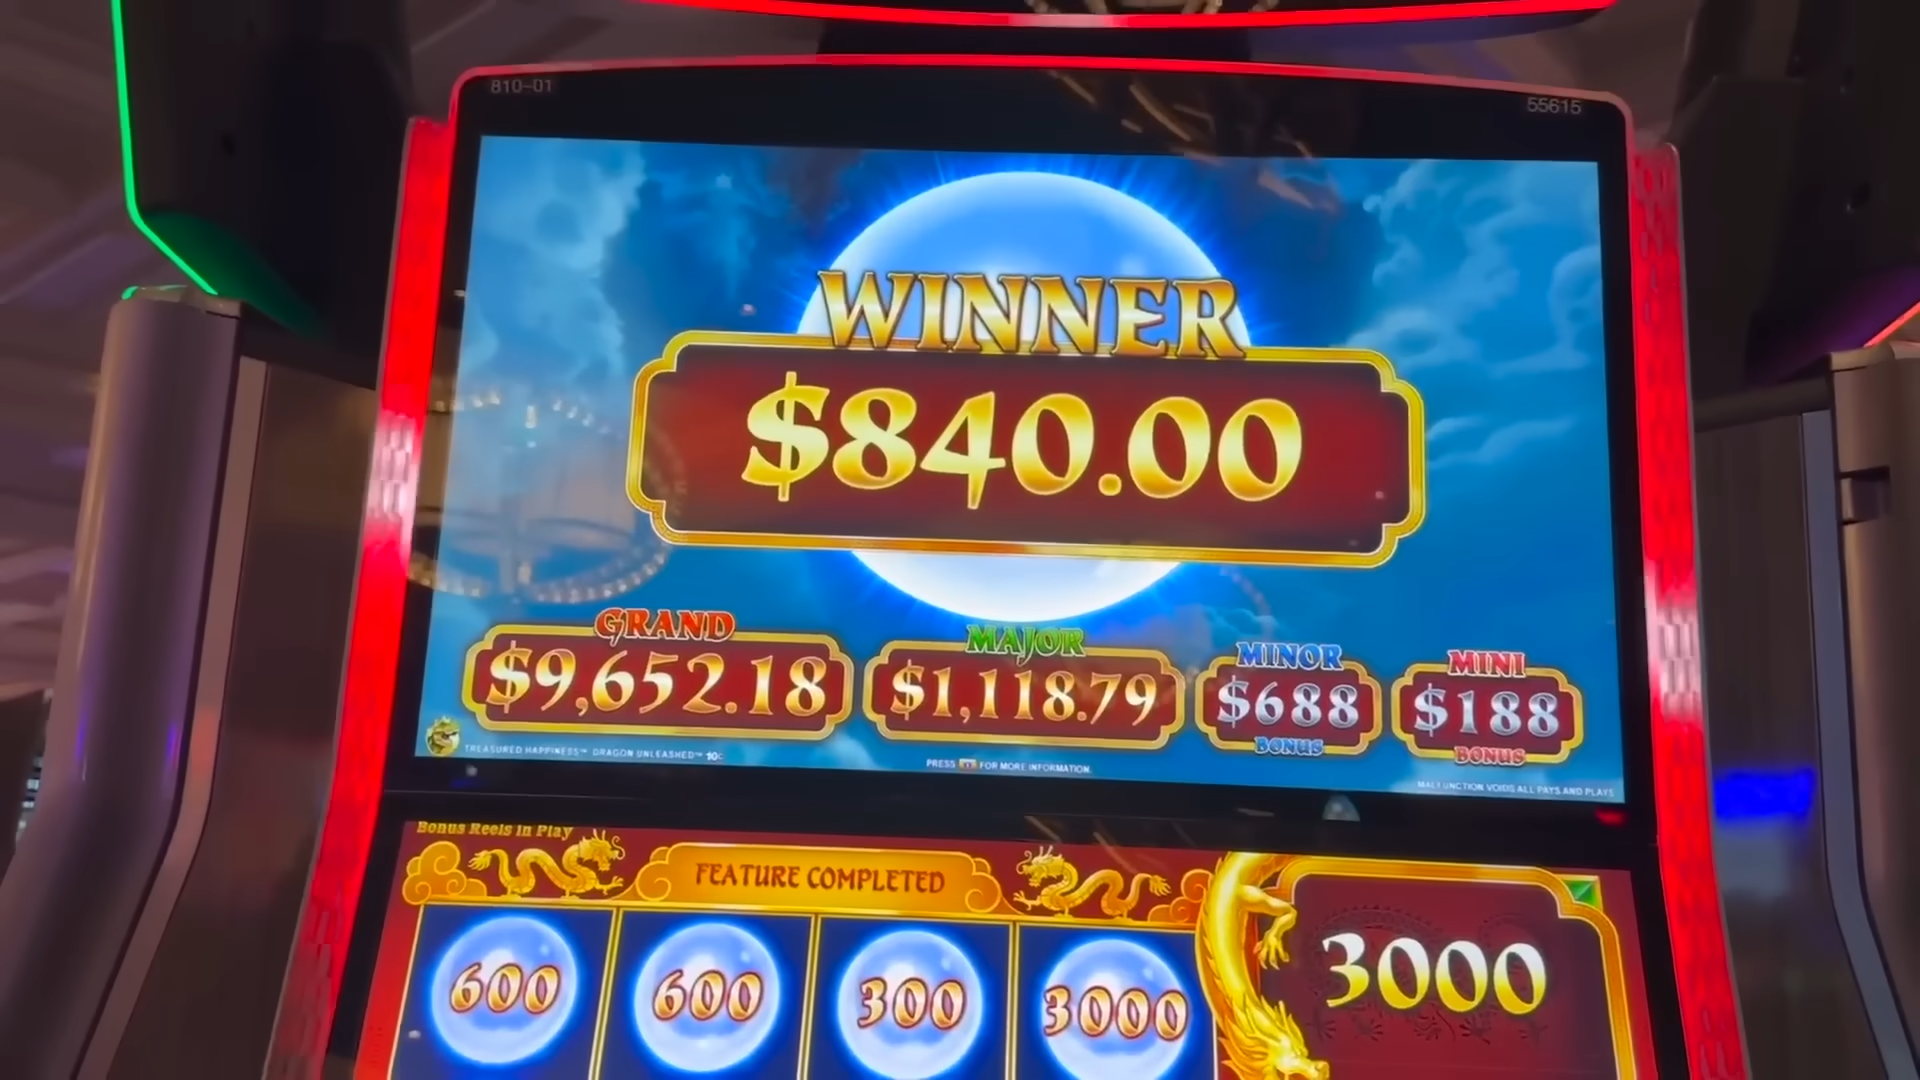 810-01
55615
WINNER
$840.00
GRAND
$9,652.18
MAJOR
$1,118.79
MINOR
$688
BONUS
MINI
$188
BONUS
TREASURED HAPPINESS™ DRAGON UNLEASHED™ 10¢
PRESS
FOR MORE INFORMATION.
MALFUNCTION VOIDS ALL PAYS AND PLAYS
Bonus Reels In Play
FEATURE COMPLETED
600
600
300
3000
3000